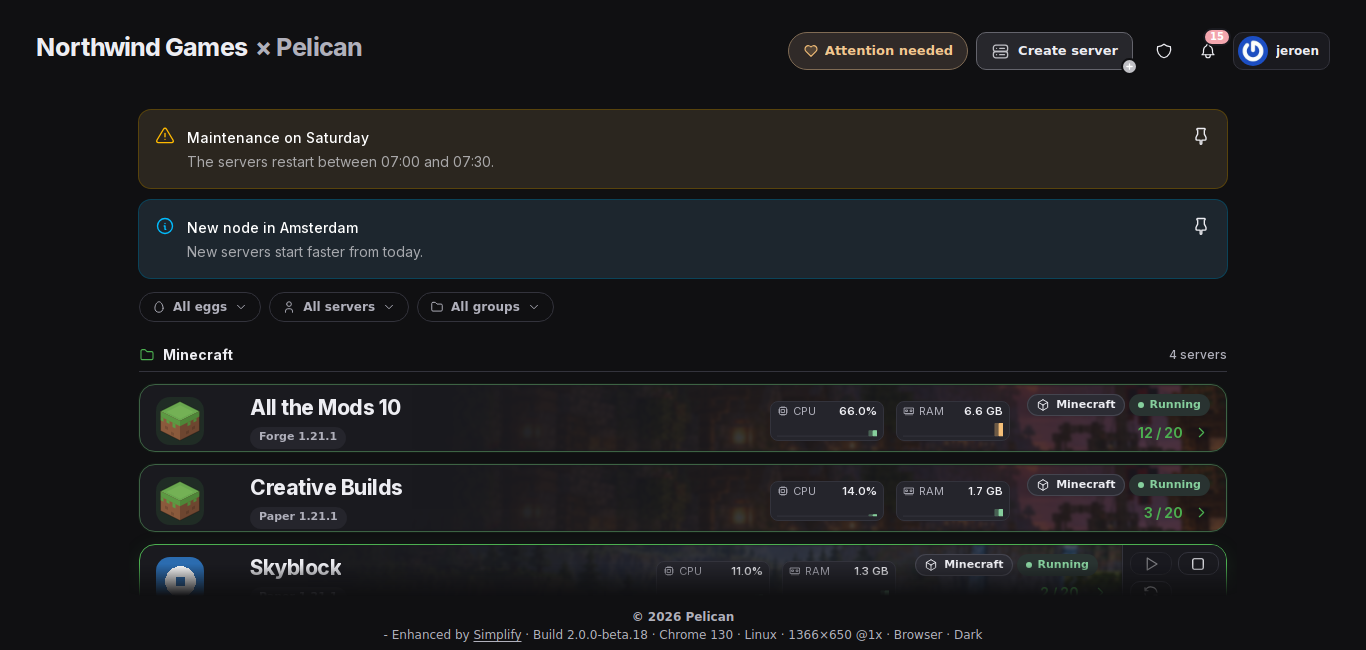 Northwind Games × Pelican
Attention needed
Create server
15
jeroen
Maintenance on Saturday
The servers restart between 07:00 and 07:30.
New node in Amsterdam
New servers start faster from today.
All eggs
All servers
All groups
Minecraft
4 servers
All the Mods 10
Forge 1.21.1
CPU 66.0%
RAM 6.6 GB
Minecraft
Running
12 / 20
Creative Builds
Paper 1.21.1
CPU 14.0%
RAM 1.7 GB
Minecraft
Running
3 / 20
Skyblock
CPU 11.0%
RAM 1.3 GB
Minecraft
Running
2 / 20
© 2026 Pelican
- Enhanced by Simplify · Build 2.0.0-beta.18 · Chrome 130 · Linux · 1366×650 @1x · Browser · Dark